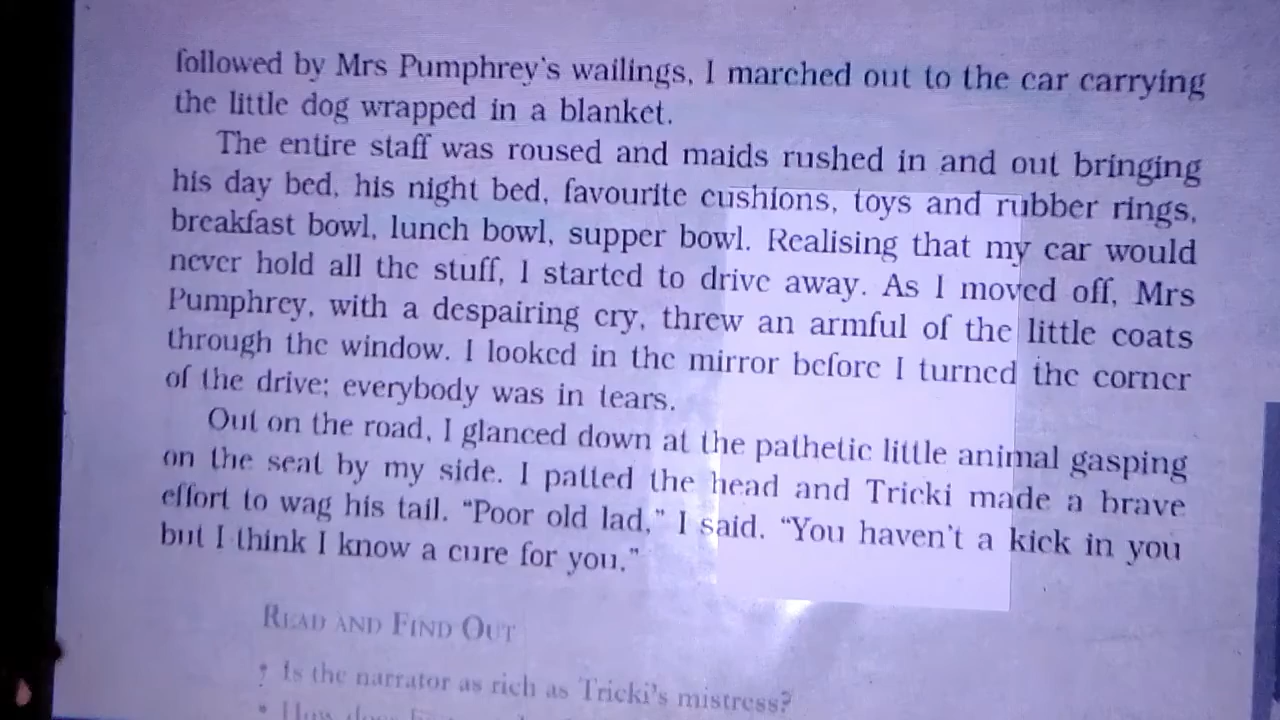 followed by Mrs Pumphrey's wailings, I marched out to the car carrying
the little dog wrapped in a blanket.
The entire staff was roused and maids rushed in and out bringing
his day bed, his night bed, favourite cushions, toys and rubber rings,
breakfast bowl, lunch bowl, supper bowl. Realising that my car would
never hold all the stuff, I started to drive away. As I moved off, Mrs
Pumphrey, with a despairing cry, threw an armful of the little coats
through the window. I looked in the mirror before I turned the corner
of the drive; everybody was in tears.
Out on the road, I glanced down at the pathetic little animal gasping
on the seat by my side. I patted the head and Tricki made a brave
effort to wag his tail. “Poor old lad,” I said. “You haven't a kick in you
but I think I know a cure for you.”
READ AND FIND OUT
• Is the narrator as rich as Tricki's mistress?
• How does